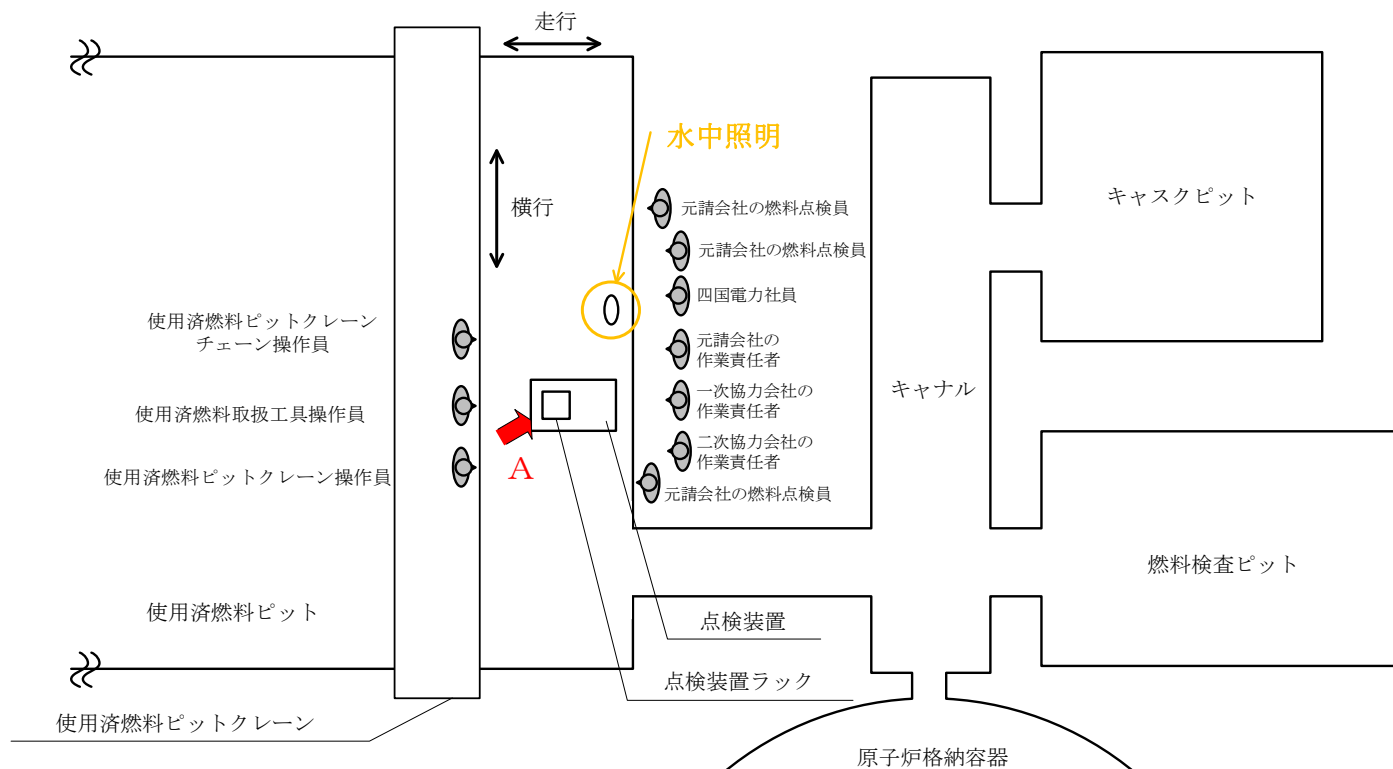 走行
水中照明
横行
元請会社の燃料点検員
元請会社の燃料点検員
四国電力社員
元請会社の
作業責任者
一次協力会社の
作業責任者
二次協力会社の
作業責任者
元請会社の燃料点検員
使用済燃料ピットクレーン
チェーン操作員
使用済燃料取扱工具操作員
使用済燃料ピットクレーン操作員
A
キャスクピット
キャナル
燃料検査ピット
使用済燃料ピット
点検装置
点検装置ラック
使用済燃料ピットクレーン
原子炉格納容器